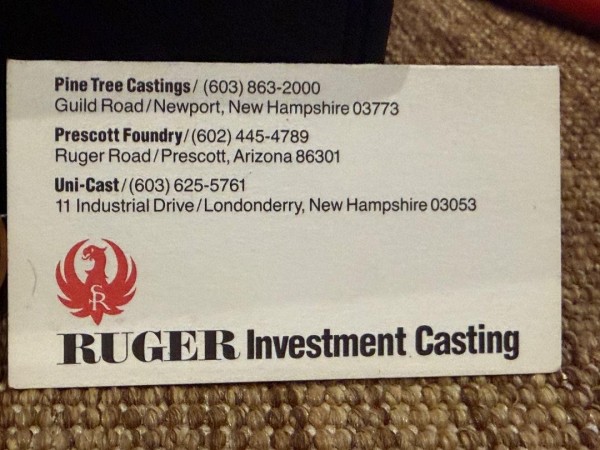 Pine Tree Castings/ (603) 863-2000
Guild Road/Newport, New Hampshire 03773
Prescott Foundry/(602) 445-4789
Ruger Road/Prescott, Arizona 86301
Uni-Cast/(603) 625-5761
11 Industrial Drive/Londonderry, New Hampshire 03053
SR
RUGER Investment Casting